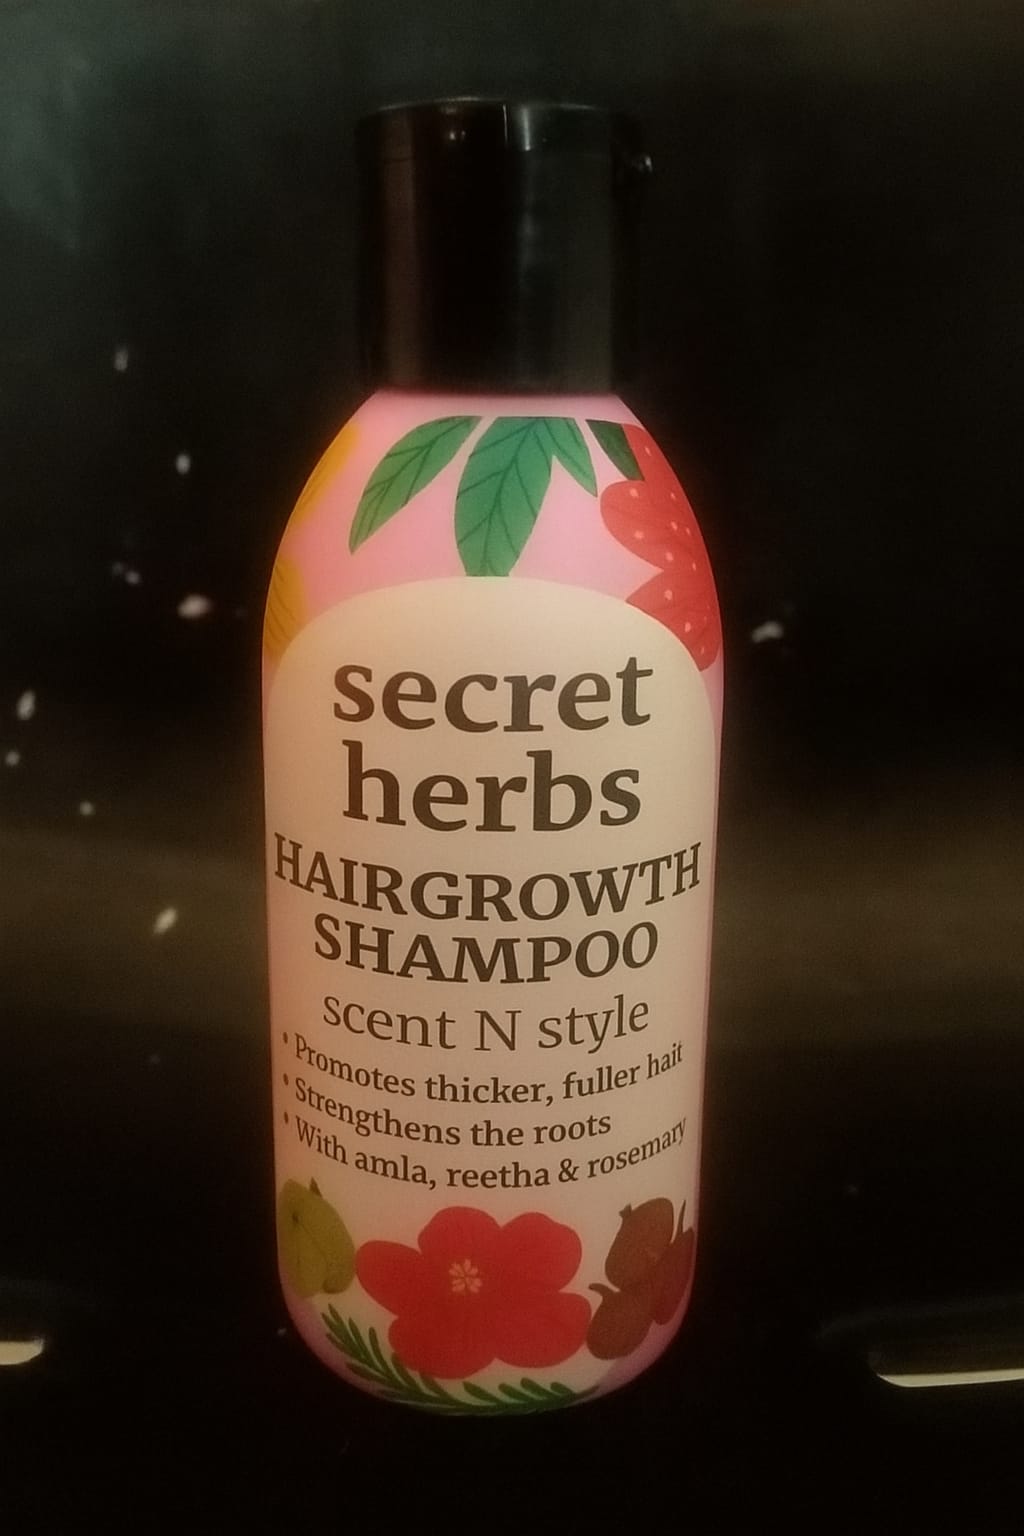 secret
herbs
HAIRGROWTH
SHAMPOO
scent N style
• Promotes thicker, fuller hait
• Strengthens the roots
• With amla, reetha & rosemary